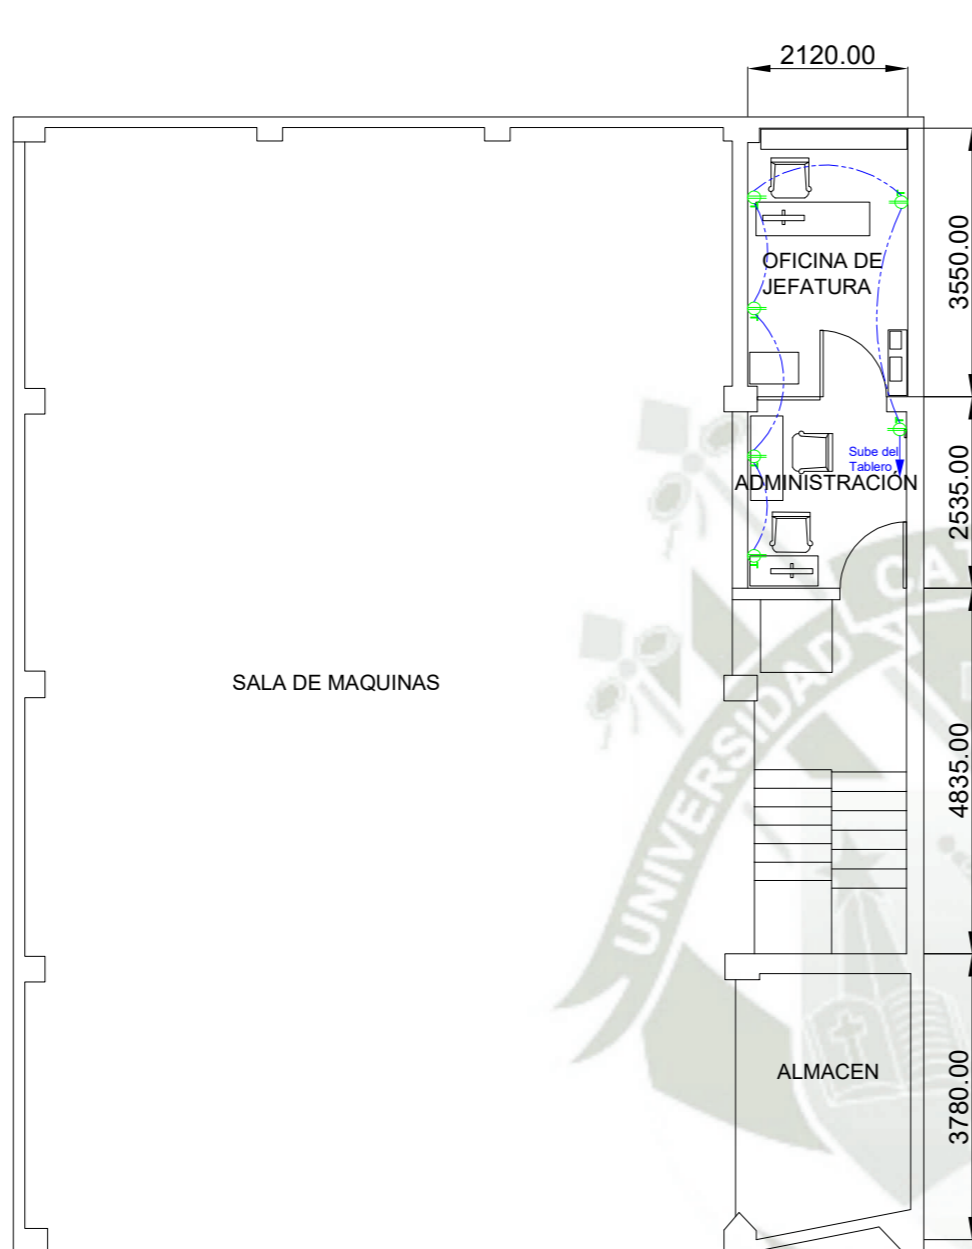 2120.00
3550.00
OFICINA DE
JEFATURA
2535.00
Sube del
Tablero
ADMINISTRACIÓN
SALA DE MAQUINAS
4835.00
UNIVERSIDAD CA
ALMACEN
3780.00